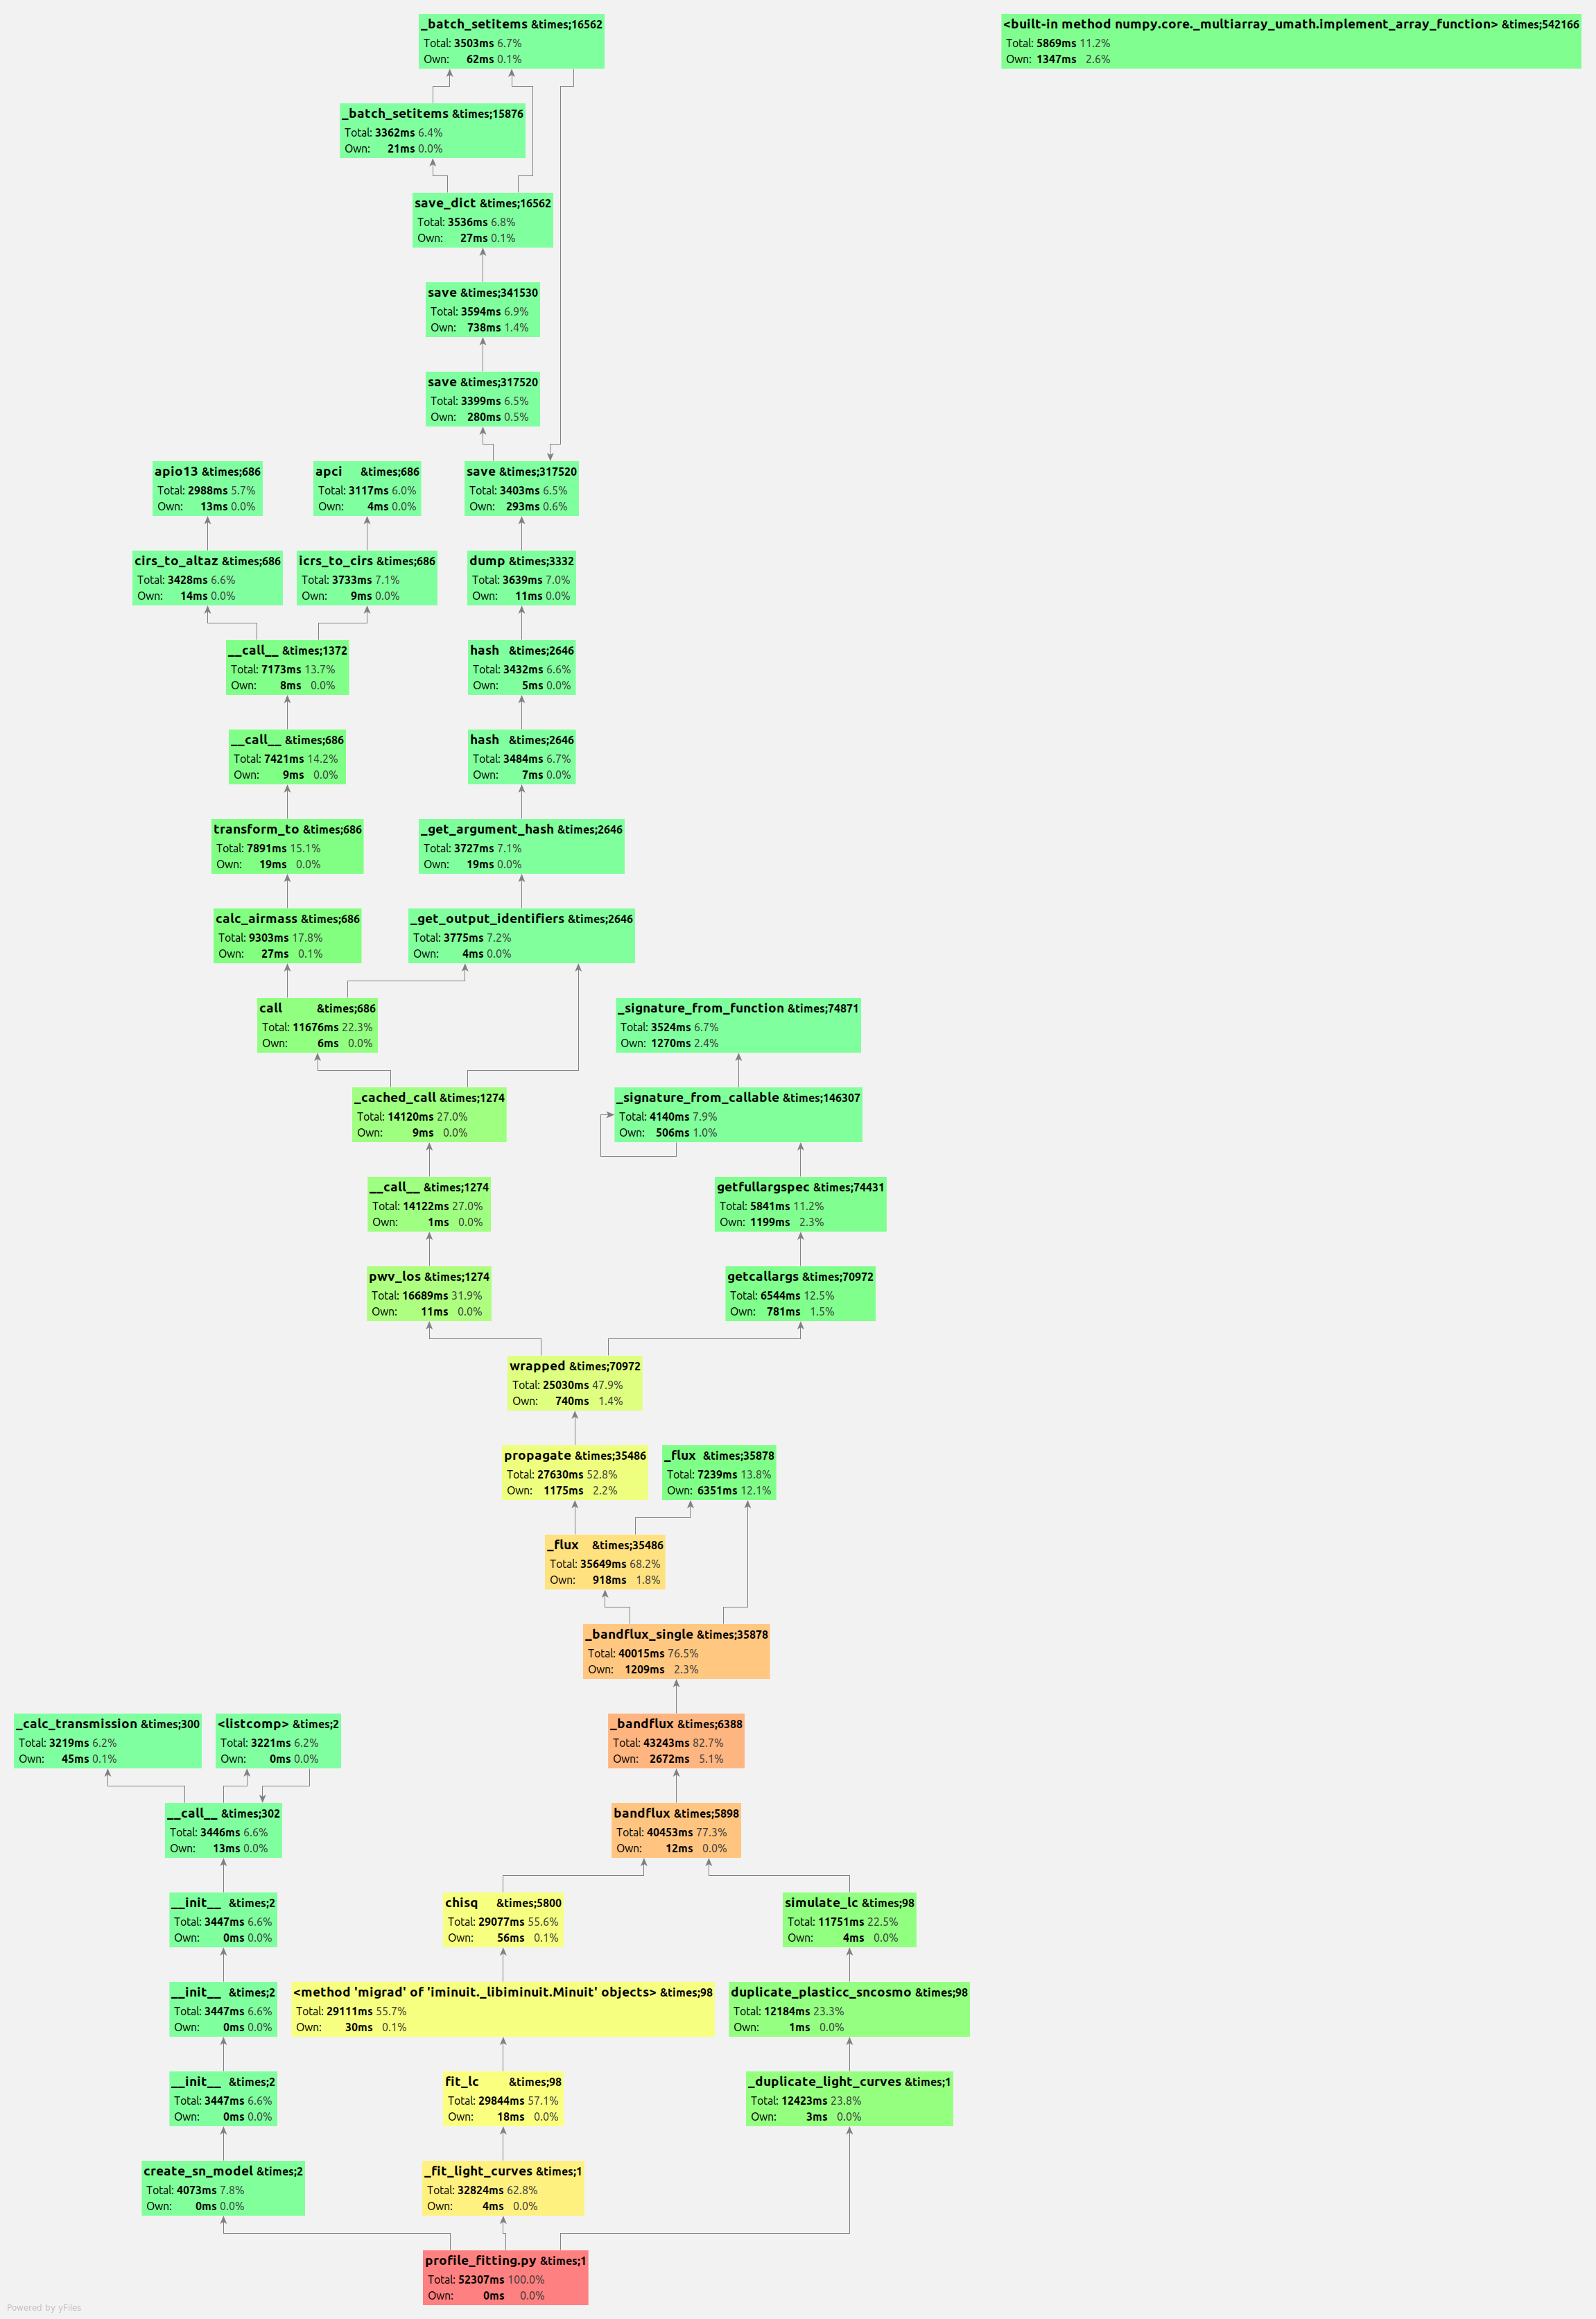 _batch_setitems &times;16562
Total: 3503ms 6.7%
Own: 62ms 0.1%
<built-in method numpy.core._multiarray_umath.implement_array_function> &times;542166
Total: 5869ms 11.2%
Own: 1347ms 2.6%
_batch_setitems &times;15876
Total: 3362ms 6.4%
Own: 21ms 0.0%
save_dict &times;16562
Total: 3536ms 6.8%
Own: 27ms 0.1%
save &times;341530
Total: 3594ms 6.9%
Own: 738ms 1.4%
save &times;317520
Total: 3399ms 6.5%
Own: 280ms 0.5%
apio13 &times;686
Total: 2988ms 5.7%
Own: 13ms 0.0%
apci &times;686
Total: 3117ms 6.0%
Own: 4ms 0.0%
save &times;317520
Total: 3403ms 6.5%
Own: 293ms 0.6%
cirs_to_altaz &times;686
Total: 3428ms 6.6%
Own: 14ms 0.0%
icrs_to_cirs &times;686
Total: 3733ms 7.1%
Own: 9ms 0.0%
dump &times;3332
Total: 3639ms 7.0%
Own: 11ms 0.0%
__call__ &times;1372
Total: 7173ms 13.7%
Own: 8ms 0.0%
hash &times;2646
Total: 3432ms 6.6%
Own: 5ms 0.0%
__call__ &times;686
Total: 7421ms 14.2%
Own: 9ms 0.0%
hash &times;2646
Total: 3484ms 6.7%
Own: 7ms 0.0%
transform_to &times;686
Total: 7891ms 15.1%
Own: 19ms 0.0%
_get_argument_hash &times;2646
Total: 3727ms 7.1%
Own: 19ms 0.0%
calc_airmass &times;686
Total: 9303ms 17.8%
Own: 27ms 0.1%
_get_output_identifiers &times;2646
Total: 3775ms 7.2%
Own: 4ms 0.0%
call &times;686
Total: 11676ms 22.3%
Own: 6ms 0.0%
_signature_from_function &times;74871
Total: 3524ms 6.7%
Own: 1270ms 2.4%
_cached_call &times;1274
Total: 14120ms 27.0%
Own: 9ms 0.0%
_signature_from_callable &times;146307
Total: 4140ms 7.9%
Own: 506ms 1.0%
__call__ &times;1274
Total: 14122ms 27.0%
Own: 1ms 0.0%
getfullargspec &times;74431
Total: 5841ms 11.2%
Own: 1199ms 2.3%
pwv_los &times;1274
Total: 16689ms 31.9%
Own: 11ms 0.0%
getcallargs &times;70972
Total: 6544ms 12.5%
Own: 781ms 1.5%
wrapped &times;70972
Total: 25030ms 47.9%
Own: 740ms 1.4%
propagate &times;35486
Total: 27630ms 52.8%
Own: 1175ms 2.2%
_flux &times;35878
Total: 7239ms 13.8%
Own: 6351ms 12.1%
_flux &times;35486
Total: 35649ms 68.2%
Own: 918ms 1.8%
_bandflux_single &times;35878
Total: 40015ms 76.5%
Own: 1209ms 2.3%
_calc_transmission &times;300
Total: 3219ms 6.2%
Own: 45ms 0.1%
<listcomp> &times;2
Total: 3221ms 6.2%
Own: 0ms 0.0%
_bandflux &times;6388
Total: 43243ms 82.7%
Own: 2672ms 5.1%
__call__ &times;302
Total: 3446ms 6.6%
Own: 13ms 0.0%
bandflux &times;5898
Total: 40453ms 77.3%
Own: 12ms 0.0%
__init__ &times;2
Total: 3447ms 6.6%
Own: 0ms 0.0%
chisq &times;5800
Total: 29077ms 55.6%
Own: 56ms 0.1%
simulate_lc &times;98
Total: 11751ms 22.5%
Own: 4ms 0.0%
__init__ &times;2
Total: 3447ms 6.6%
Own: 0ms 0.0%
<method 'migrad' of 'iminuit._libiminuit.Minuit' objects> &times;98
Total: 29111ms 55.7%
Own: 30ms 0.1%
duplicate_plasticc_sncosmo &times;98
Total: 12184ms 23.3%
Own: 1ms 0.0%
__init__ &times;2
Total: 3447ms 6.6%
Own: 0ms 0.0%
fit_lc &times;98
Total: 29844ms 57.1%
Own: 18ms 0.0%
_duplicate_light_curves &times;1
Total: 12423ms 23.8%
Own: 3ms 0.0%
create_sn_model &times;2
Total: 4073ms 7.8%
Own: 0ms 0.0%
_fit_light_curves &times;1
Total: 32824ms 62.8%
Own: 4ms 0.0%
profile_fitting.py &times;1
Total: 52307ms 100.0%
Own: 0ms 0.0%
Powered by yFiles